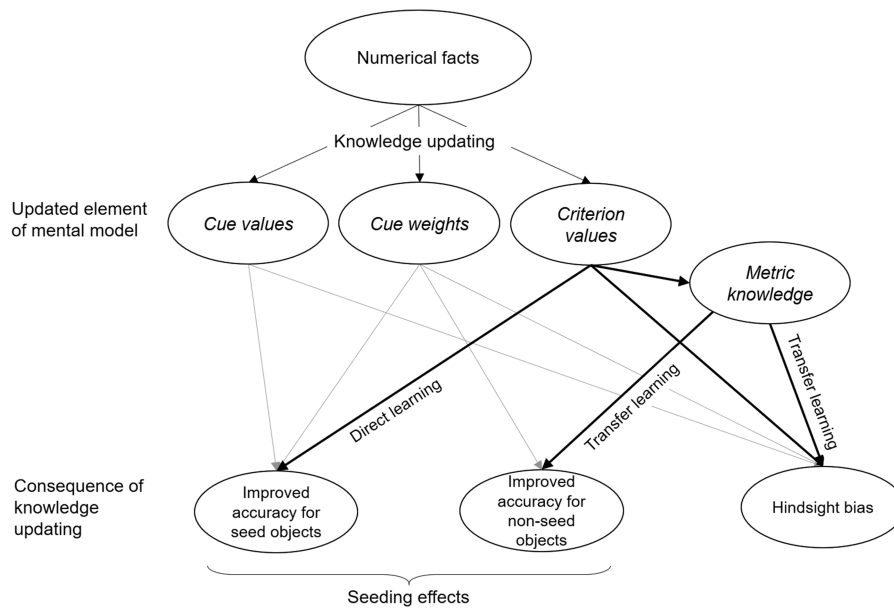 Numerical facts
Knowledge updating
Updated element
of mental model
Cue values
Cue weights
Criterion
values
Metric
knowledge
Direct learning
Transfer learning
Transfer learning
Consequence of
knowledge
updating
Improved
accuracy for
seed objects
Improved
accuracy for
non-seed
objects
Hindsight bias
Seeding effects